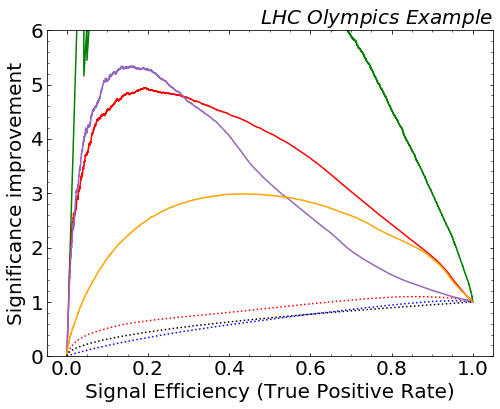 LHC Olympics Example
Significance improvement
6
5
4
3
2
1
0
0.0 0.2 0.4 0.6 0.8 1.0
Signal Efficiency (True Positive Rate)